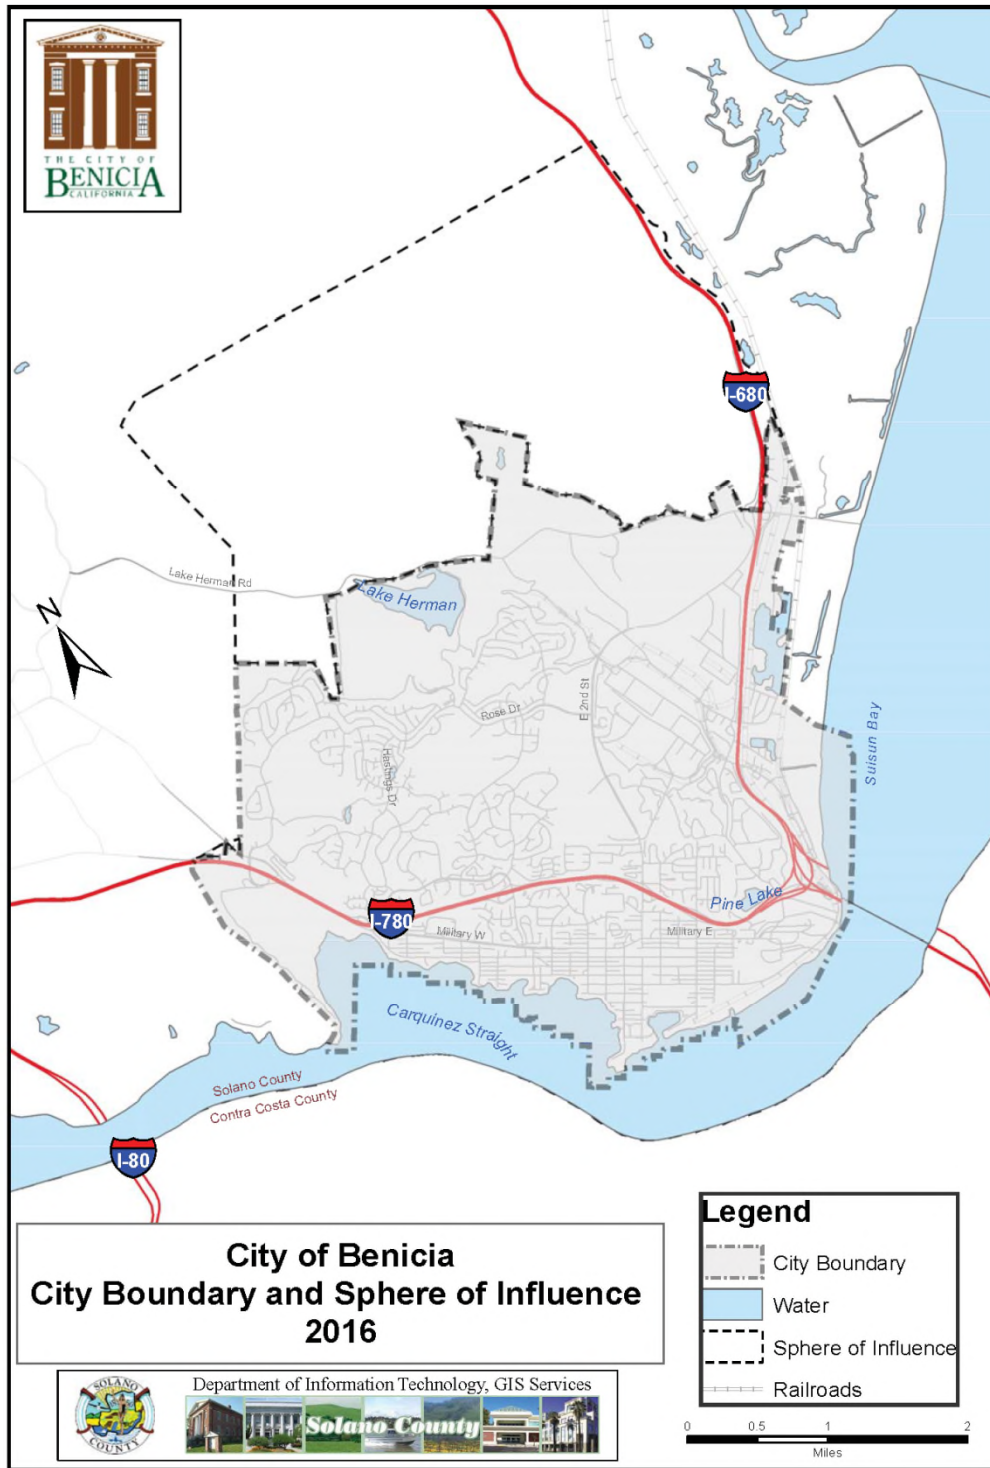 THE CITY OF
BENICIA
CALIFORNIA
I-680
Lake Herman Rd
Lake Herman
N
Rose Dr
E 2nd St
Hastings Dr
Suisun Bay
Pine Lake
I-780
Military W
Military E
Carquinez Straight
Solano County
Contra Costa County
I-80
City of Benicia
City Boundary and Sphere of Influence
2016
Legend
City Boundary
Water
Sphere of Influence
Railroads
0 0.5 1 2
Miles
SOLANO
COUNTY
Department of Information Technology, GIS Services
Solano County